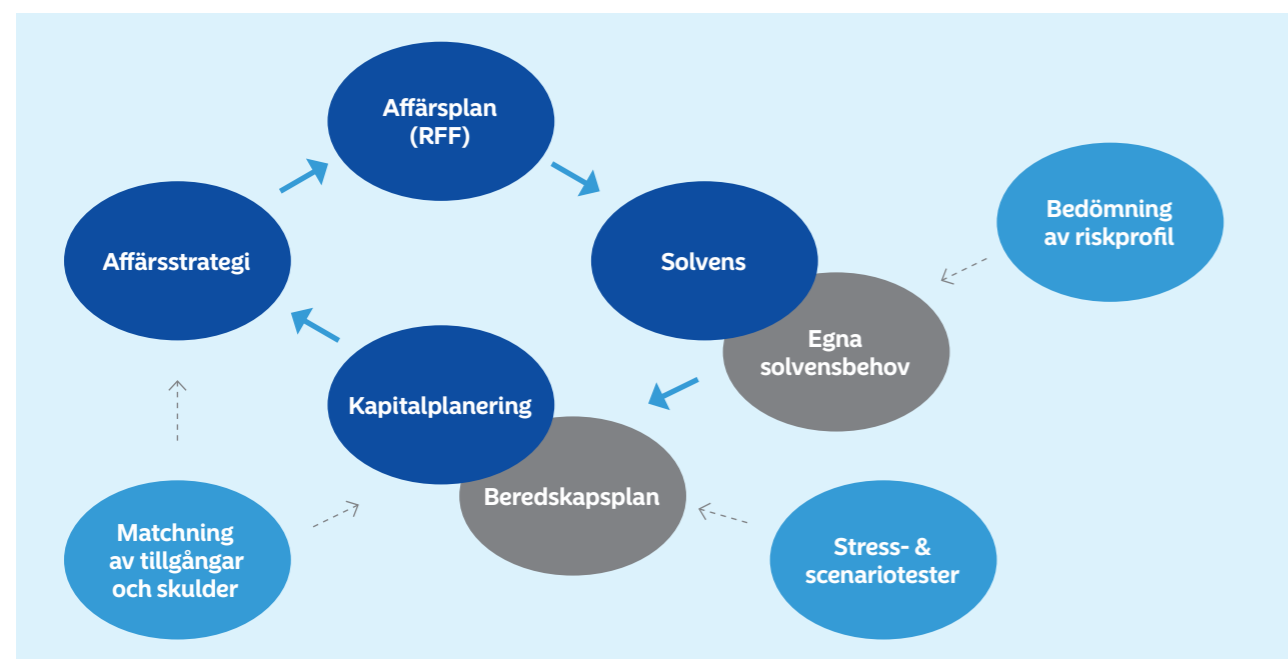 Affärsplan
(RFF)
Affärsstrategi
Solvens
Bedömning
av riskprofil
Egna
solvensbehov
Kapitalplanering
Beredskapsplan
Matchning
av tillgångar
och skulder
Stress- &
scenariotester